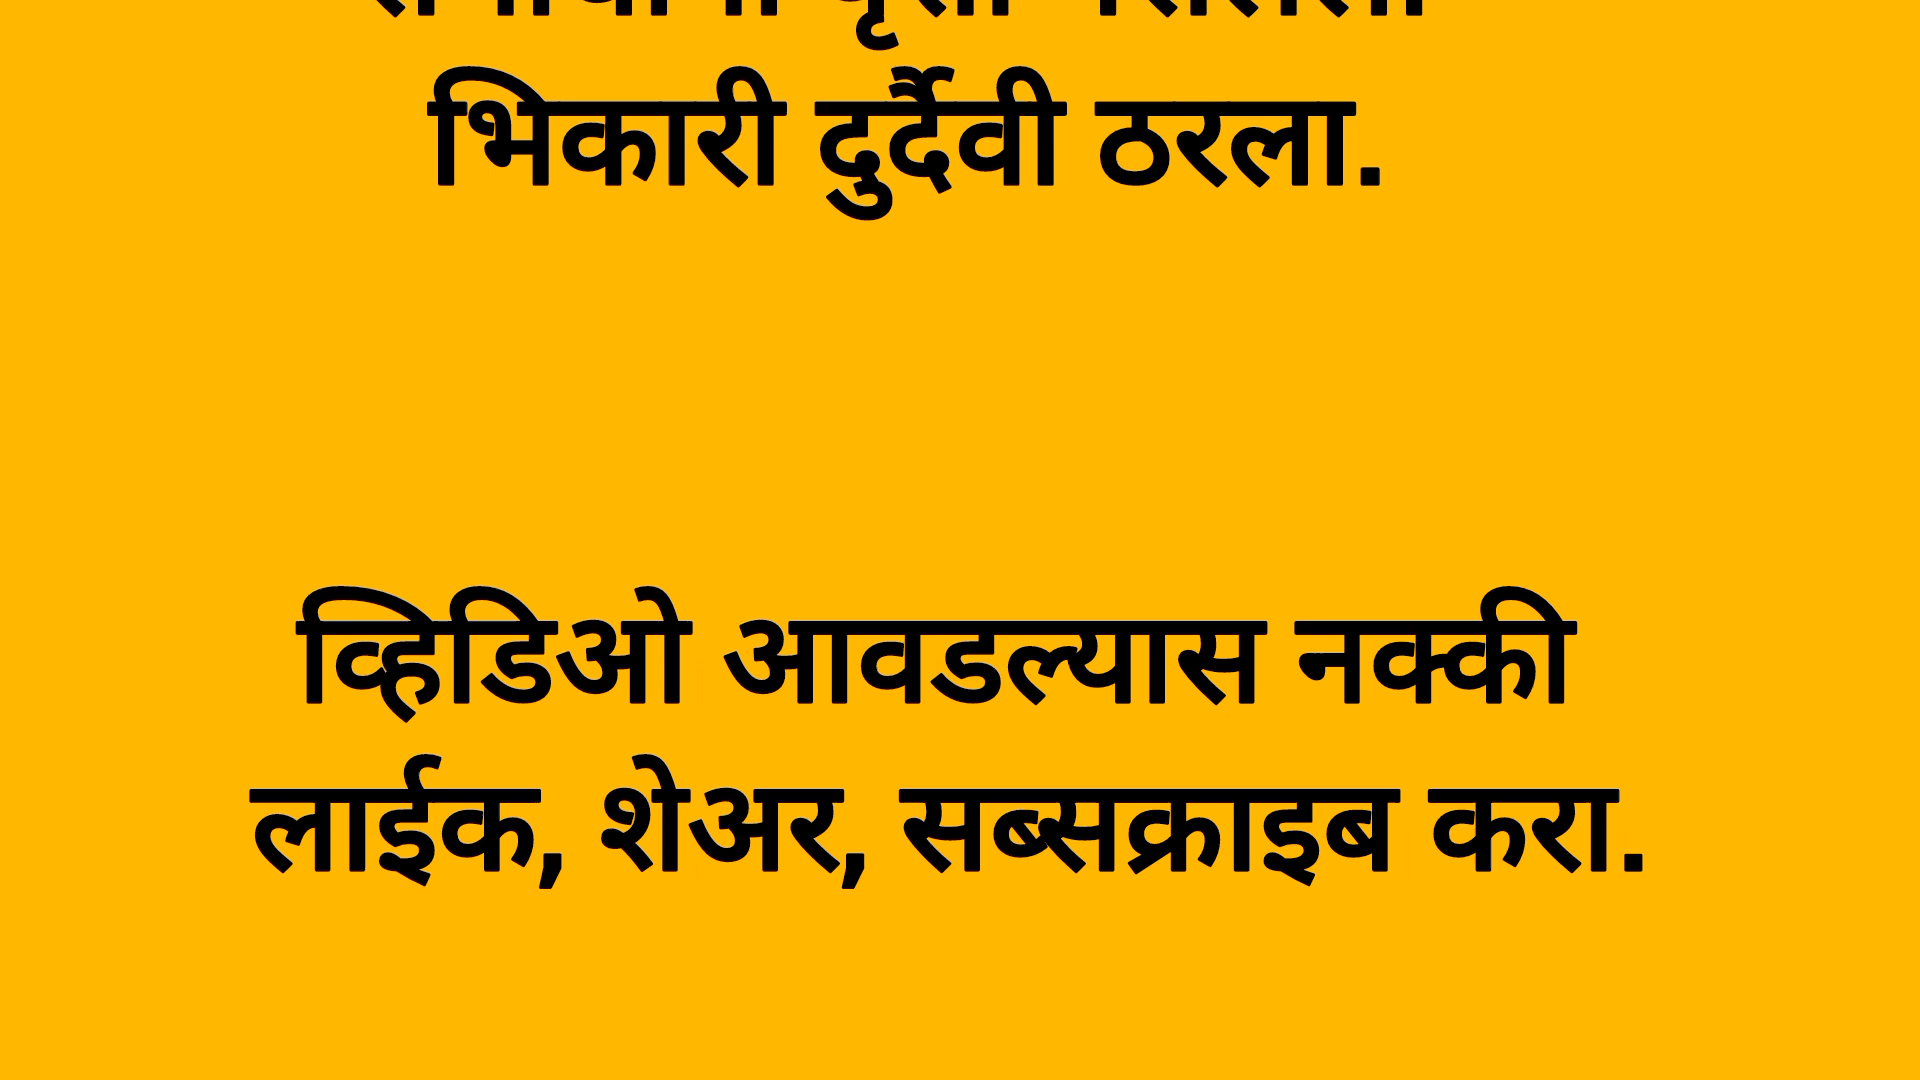 भिकारी दुर्दैवी ठरला.
व्हिडिओ आवडल्यास नक्की
लाईक, शेअर, सब्सक्राइब करा.